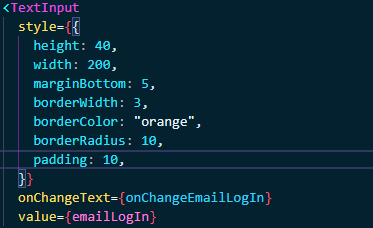 <TextInput
style={{
height: 40,
width: 200,
marginBottom: 5,
borderWidth: 3,
borderColor: "orange",
borderRadius: 10,
padding: 10,
}}
onChangeText={onChangeEmailLogIn}
value={emailLogIn}